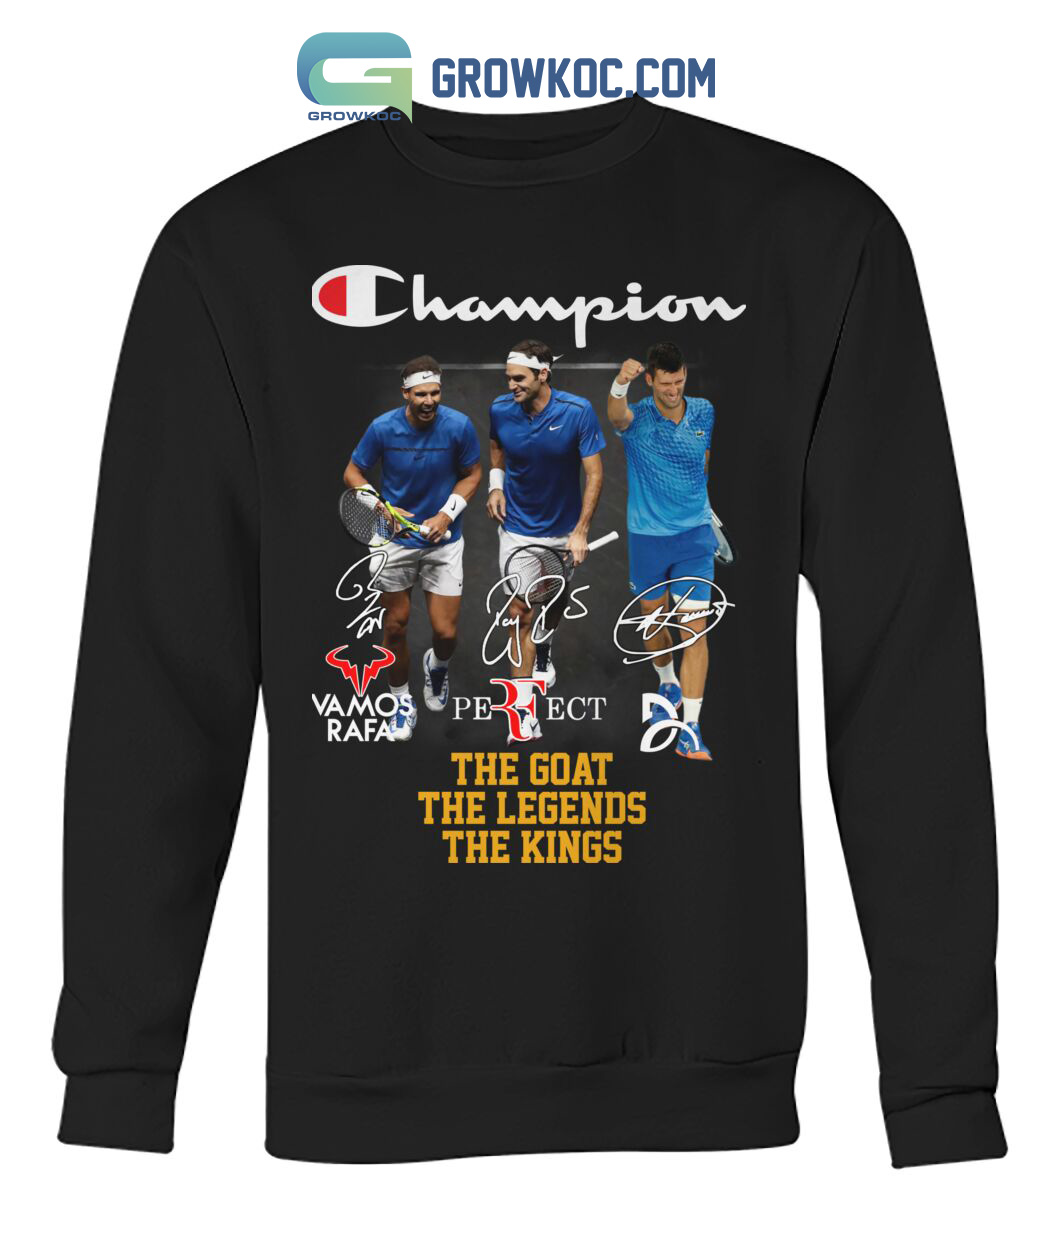 GROWKOC.COM
GROWKOC
Champion
VAMOS
RAFA
PERFECT
THE GOAT
THE LEGENDS
THE KINGS